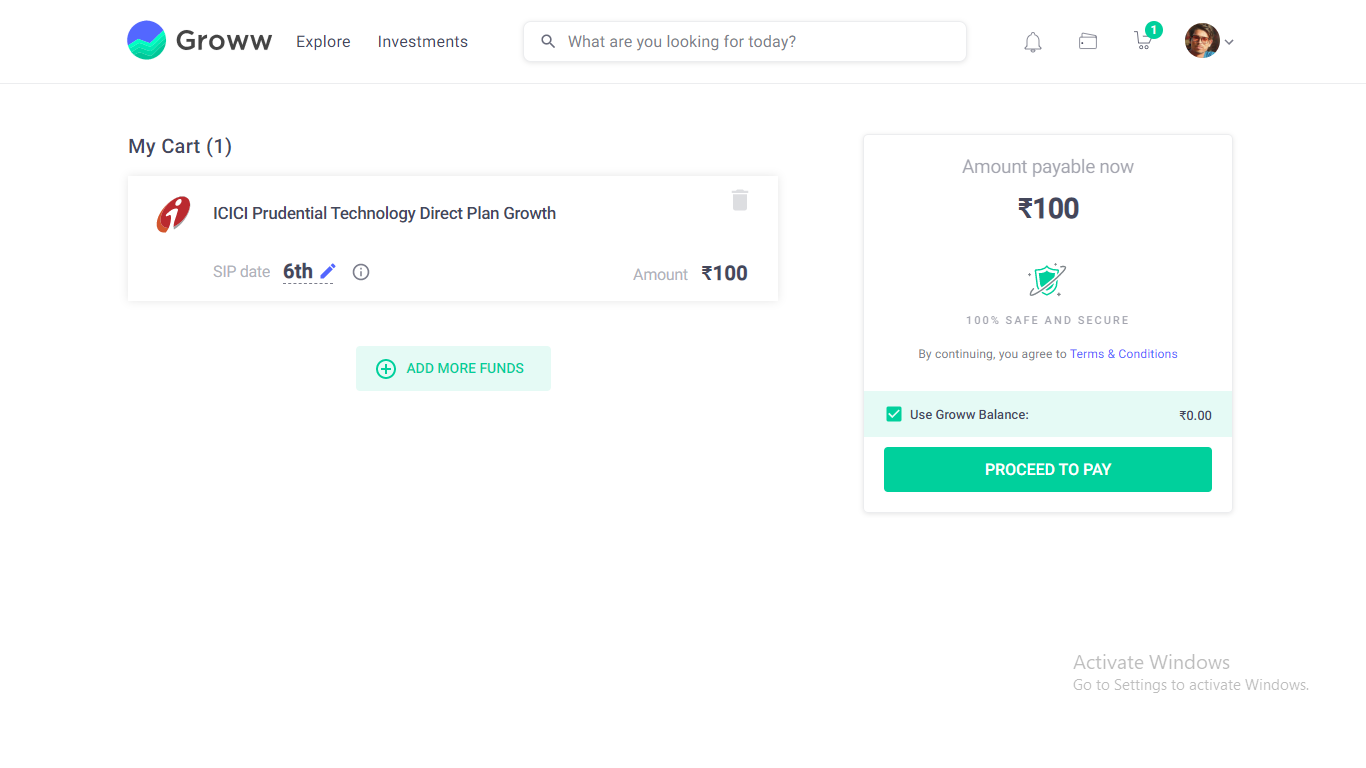 Groww
Explore
Investments
What are you looking for today?
1
My Cart (1)
ICICI Prudential Technology Direct Plan Growth
SIP date 6th
Amount ₹100
ADD MORE FUNDS
Amount payable now
₹100
100% SAFE AND SECURE
By continuing, you agree to Terms & Conditions
Use Groww Balance: ₹0.00
PROCEED TO PAY
Activate Windows
Go to Settings to activate Windows.